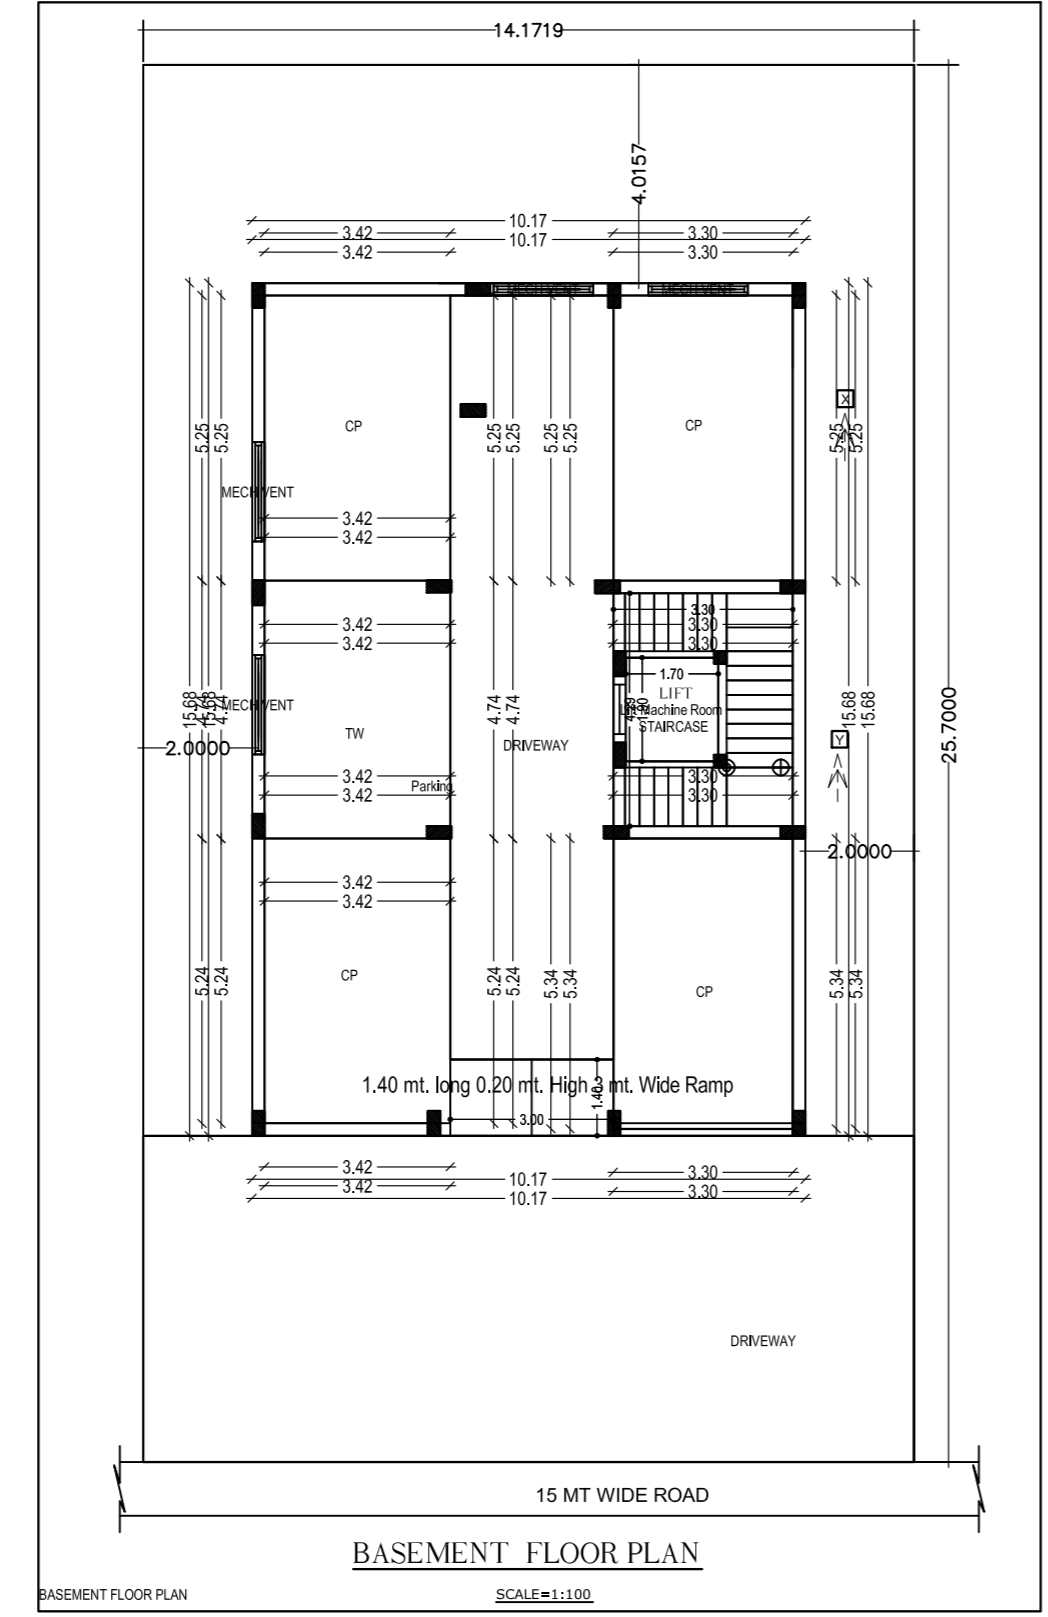 14.1719
4.0157
10.17
3.42
3.30
10.17
3.42
3.30
MECH VENT
CP
CP
X
5.25
5.25
5.25
5.25
5.25
5.25
5.25
5.25
MECH VENT
3.42
3.42
3.30
3.42
3.30
3.42
3.30
1.70
LIFT
Lift Machine Room
STAIRCASE
1.90
15.68
15.68
4.74
MECH VENT
4.74
4.74
15.68
15.68
25.7000
TW
DRIVEWAY
Y
2.0000
3.42
3.30
Parking
3.42
3.30
2.0000
3.42
3.42
CP
CP
5.24
5.24
5.24
5.24
5.34
5.34
5.34
5.34
1.40 mt. long 0.20 mt. High 3 mt. Wide Ramp
1.40
3.00
3.42
3.30
10.17
3.42
3.30
10.17
DRIVEWAY
15 MT WIDE ROAD
BASEMENT FLOOR PLAN
BASEMENT FLOOR PLAN
SCALE=1:100